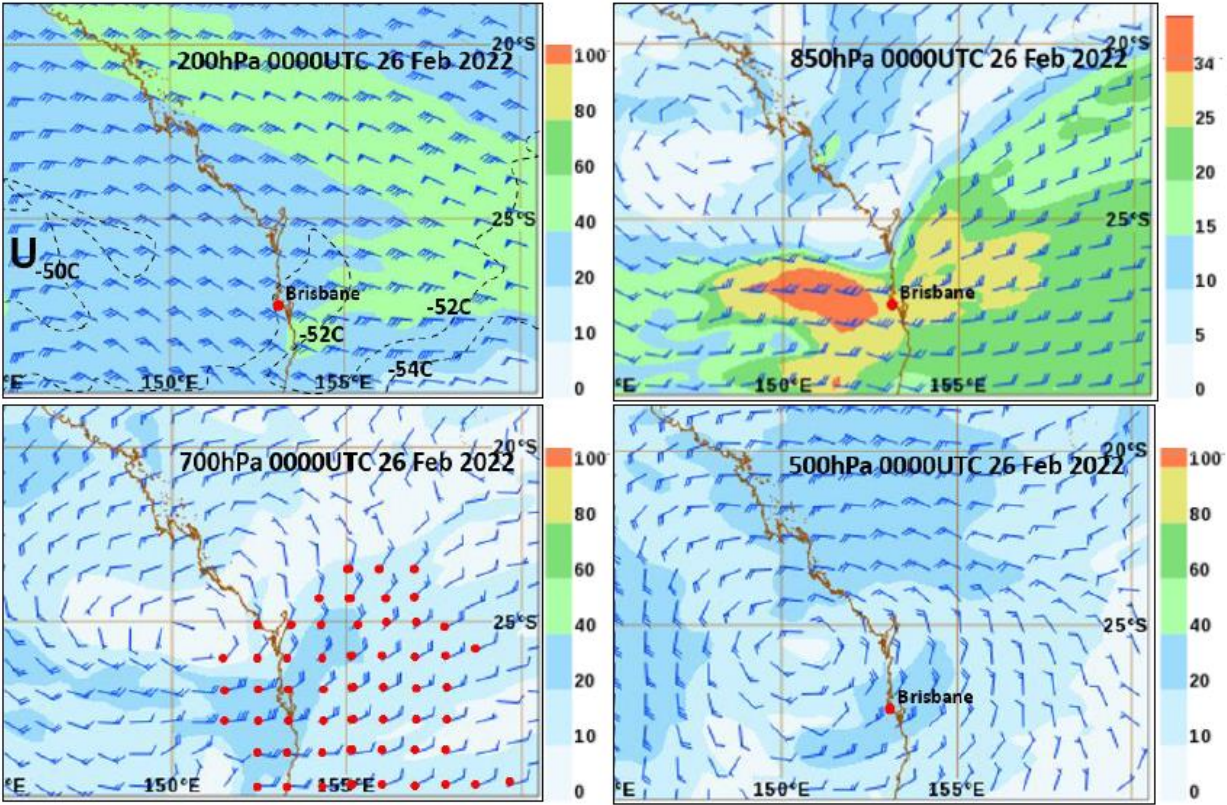 200hPa 0000UTC 26 Feb 2022
20°S
25°S
U
-50C
Brisbane
-52C
-52C
-54C
°E
150°E
155°E
100
80
60
40
20
10
0
850hPa 0000UTC 26 Feb 2022
20°S
25°S
Brisbane
°E
150°E
155°E
34
25
20
15
10
5
0
700hPa 0000UTC 26 Feb 2022
20°S
25°S
°E
150°E
155°E
100
80
60
40
20
10
0
500hPa 0000UTC 26 Feb 2022
20°S
25°S
Brisbane
°E
150°E
155°E
100
80
60
40
20
10
0